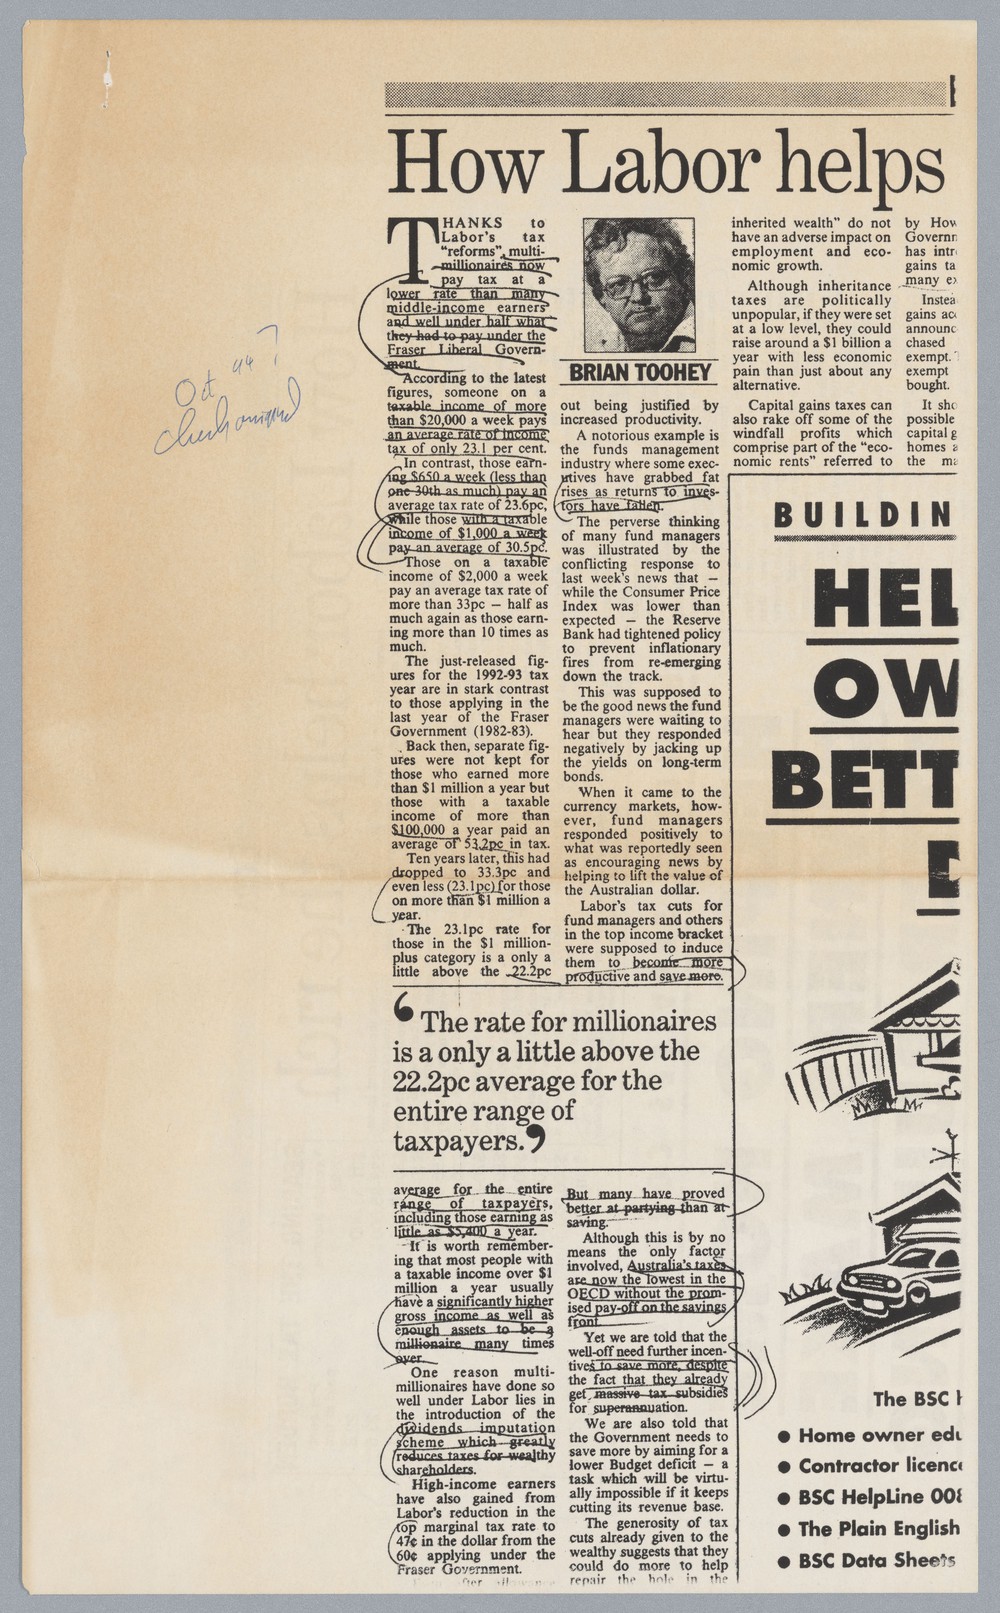 How Labor helps
Oct 94 ?
THANKS to
Labor's tax
"reforms", multi-
millionaires now
pay tax at a
lower rate than many
middle-income earners
and well under half what
they had to pay under the
Fraser Liberal Govern-
ment.
According to the latest
figures, someone on a
taxable income of more
than $20,000 a week pays
an average rate of income
tax of only 23.1 per cent.
In contrast, those earn-
ing $650 a week (less than
one 30th as much) pay an
average tax rate of 23.6pc,
while those with a taxable
income of $1,000 a week
pay an average of 30.5pc.
Those on a taxable
income of $2,000 a week
pay an average tax rate of
more than 33pc — half as
much again as those earn-
ing more than 10 times as
much.
The just-released fig-
ures for the 1992-93 tax
year are in stark contrast
to those applying in the
last year of the Fraser
Government (1982-83).
Back then, separate fig-
ures were not kept for
those who earned more
than $1 million a year but
those with a taxable
income of more than
$100,000 a year paid an
average of 53.2pc in tax.
Ten years later, this had
dropped to 33.3pc and
even less (23.1pc) for those
on more than $1 million a
year.
The 23.1pc rate for
those in the $1 million-
plus category is a only a
little above the 22.2pc
‘ The rate for millionaires
is a only a little above the
22.2pc average for the
entire range of
taxpayers.’
average for the entire
range of taxpayers,
including those earning as
little as $5,400 a year.
It is worth remember-
ing that most people with
a taxable income over $1
million a year usually
have a significantly higher
gross income as well as
enough assets to be a
millionaire many times
over.
One reason multi-
millionaires have done so
well under Labor lies in
the introduction of the
dividends imputation
scheme which greatly
reduces taxes for wealthy
shareholders.
High-income earners
have also gained from
Labor's reduction in the
top marginal tax rate to
47¢ in the dollar from the
60¢ applying under the
Fraser Government.
BRIAN TOOHEY
out being justified by
increased productivity.
A notorious example is
the funds management
industry where some exec-
utives have grabbed fat
rises as returns to inves-
tors have fallen.
The perverse thinking
of many fund managers
was illustrated by the
conflicting response to
last week's news that —
while the Consumer Price
Index was lower than
expected — the Reserve
Bank had tightened policy
to prevent inflationary
fires from re-emerging
down the track.
This was supposed to
be the good news the fund
managers were waiting to
hear but they responded
negatively by jacking up
the yields on long-term
bonds.
When it came to the
currency markets, how-
ever, fund managers
responded positively to
what was reportedly seen
as encouraging news by
helping to lift the value of
the Australian dollar.
Labor's tax cuts for
fund managers and others
in the top income bracket
were supposed to induce
them to become more
productive and save more.
But many have proved
better at partying than at
saving.
Although this is by no
means the only factor
involved, Australia's taxes
are now the lowest in the
OECD without the prom-
ised pay-off on the savings
front.
Yet we are told that the
well-off need further incen-
tives to save more, despite
the fact that they already
get massive tax subsidies
for superannuation.
We are also told that
the Government needs to
save more by aiming for a
lower Budget deficit — a
task which will be virtu-
ally impossible if it keeps
cutting its revenue base.
The generosity of tax
cuts already given to the
wealthy suggests that they
could do more to help
repair the hole in the
inherited wealth" do not
have an adverse impact on
employment and eco-
nomic growth.
Although inheritance
taxes are politically
unpopular, if they were set
at a low level, they could
raise around a $1 billion a
year with less economic
pain than just about any
alternative.
Capital gains taxes can
also rake off some of the
windfall profits which
comprise part of the "eco-
nomic rents" referred to
by How
Governm
has intr
gains ta
many ex
Instea
gains ac
announc
chased
exempt.
exempt
bought.
It sho
possible
capital g
homes a
the ma
BUILDIN
HEL
OW
BETT
The BSC h
● Home owner edu
● Contractor licence
● BSC HelpLine 008
● The Plain English
● BSC Data Sheets